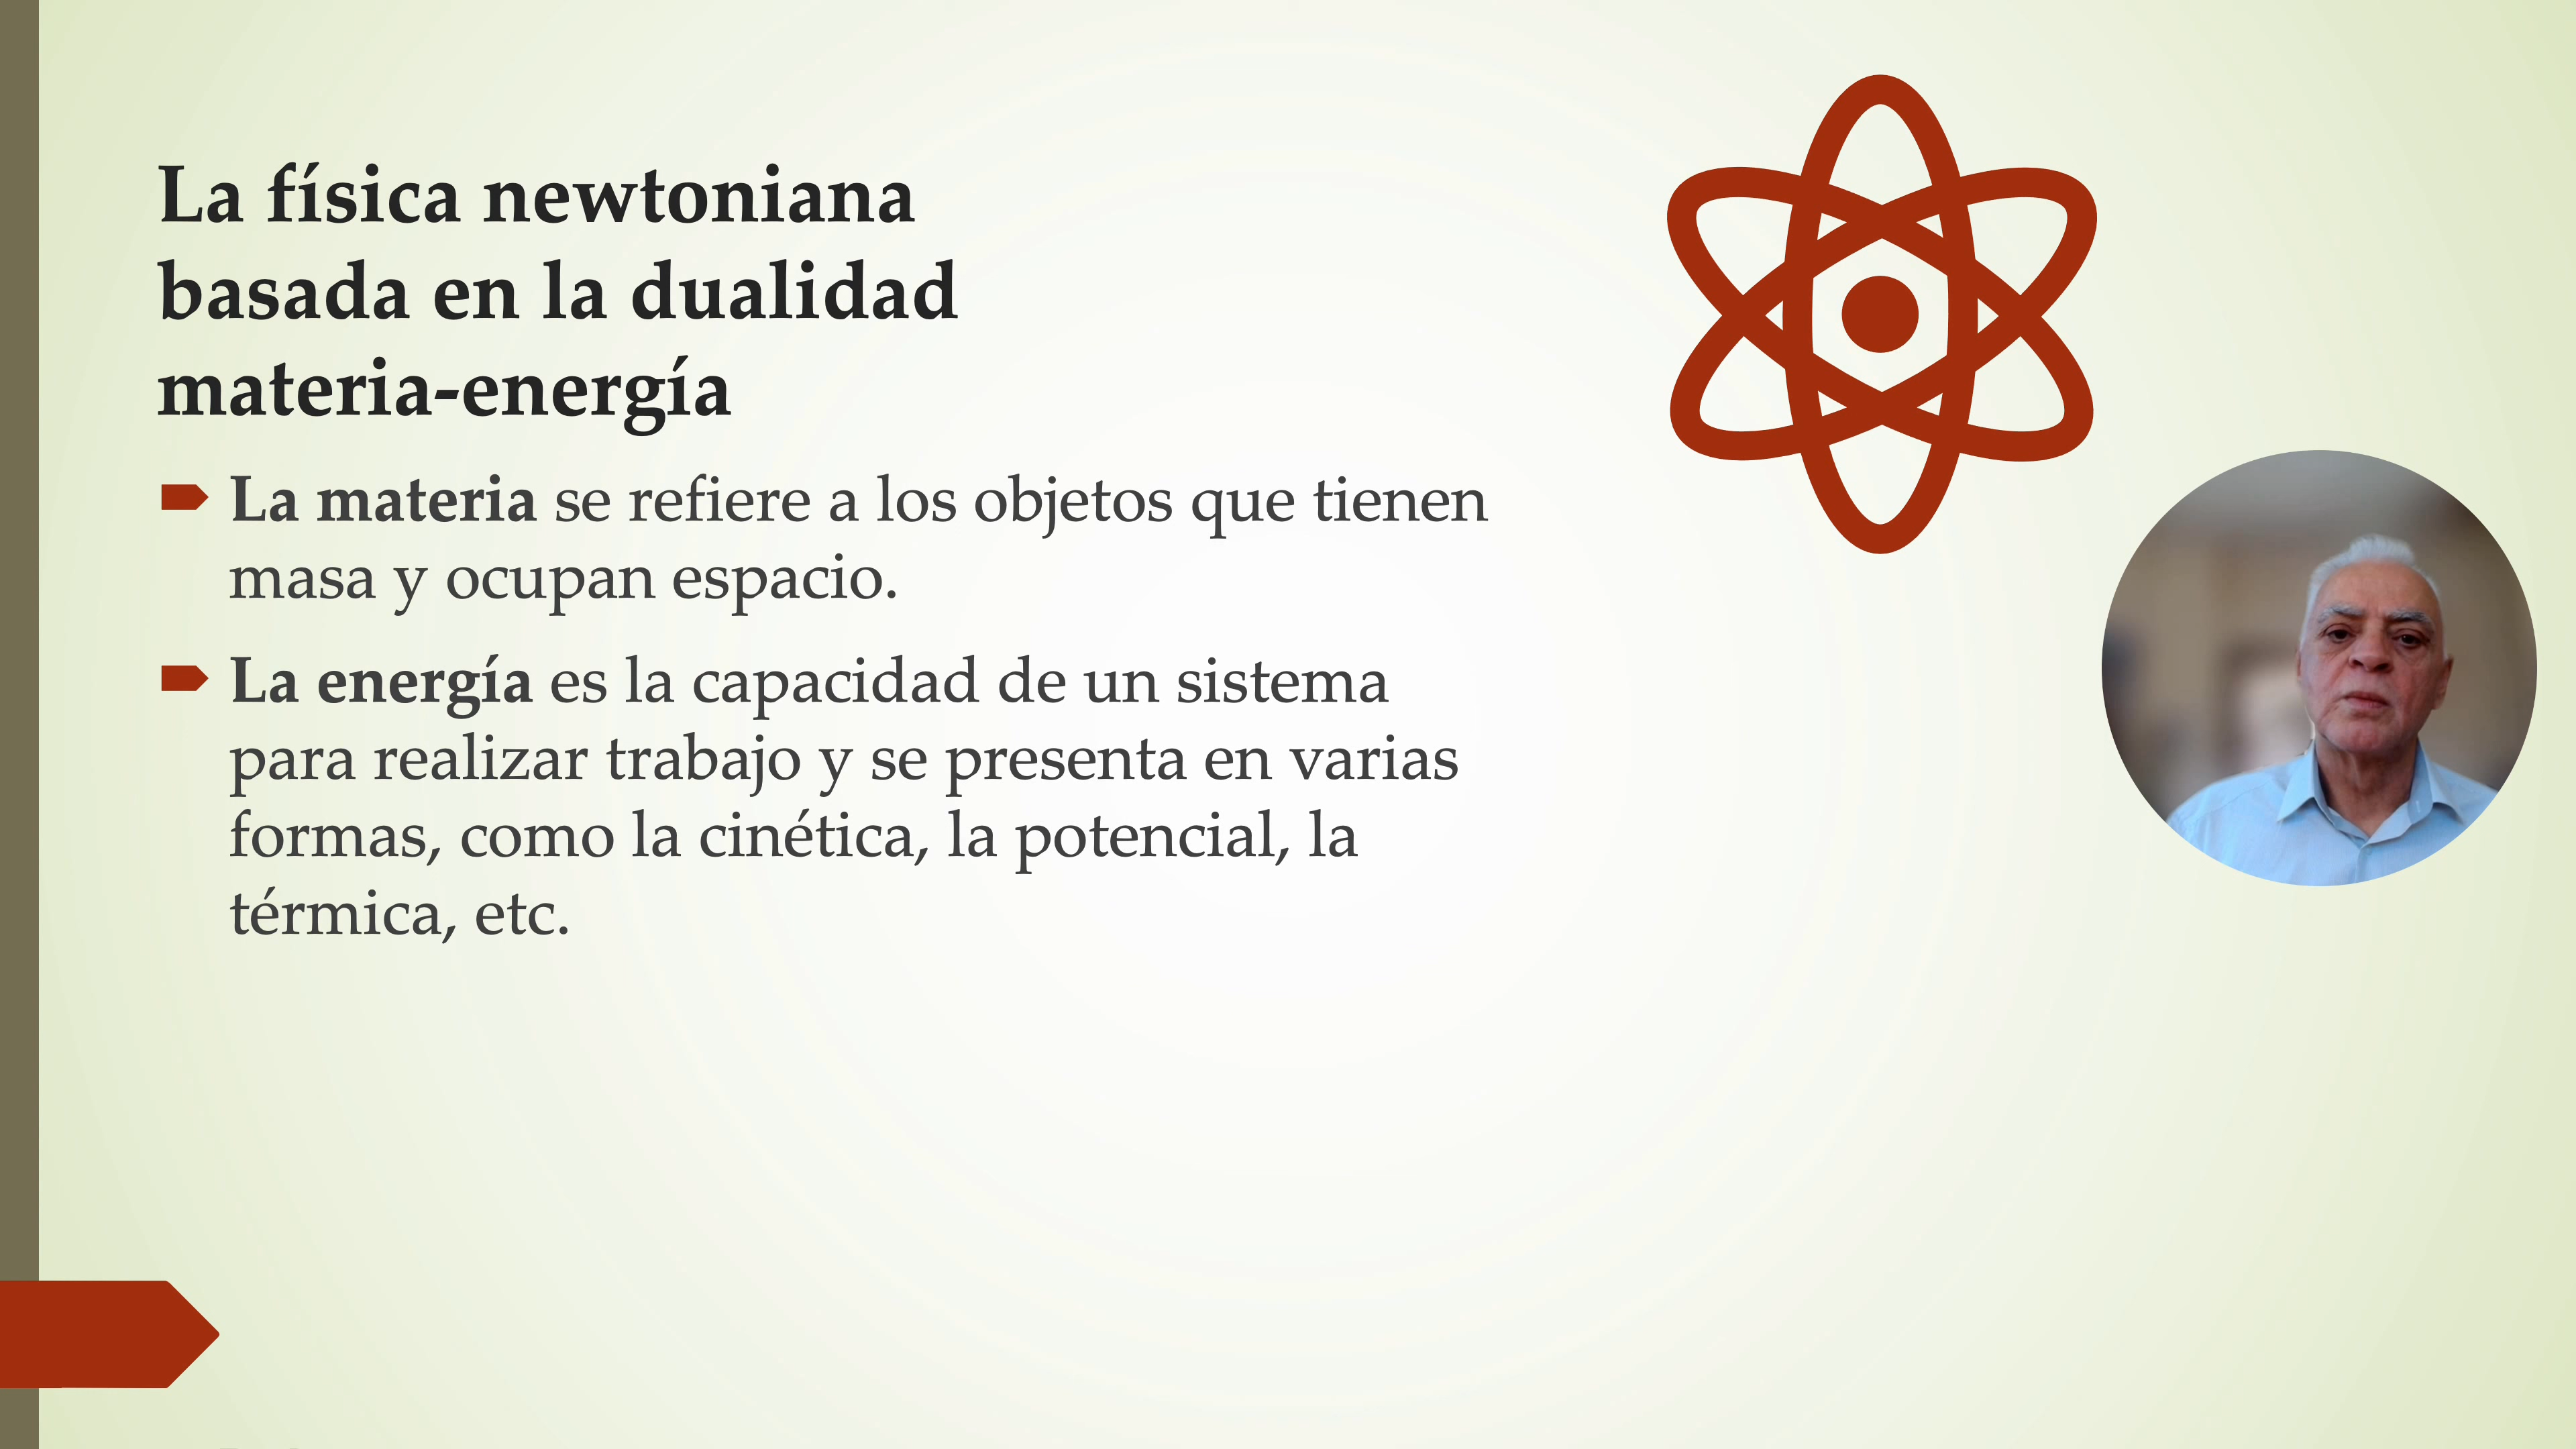 La física newtoniana
basada en la dualidad
materia-energía
La materia se refiere a los objetos que tienen
masa y ocupan espacio.
La energía es la capacidad de un sistema
para realizar trabajo y se presenta en varias
formas, como la cinética, la potencial, la
térmica, etc.